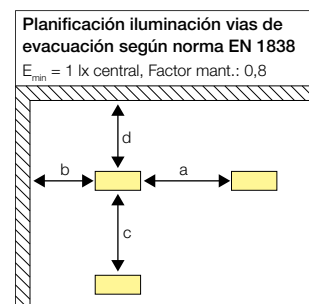 Planificación iluminación vias de
evacuación según norma EN 1838
Emin = 1 lx central, Factor mant.: 0,8
d
b
a
c